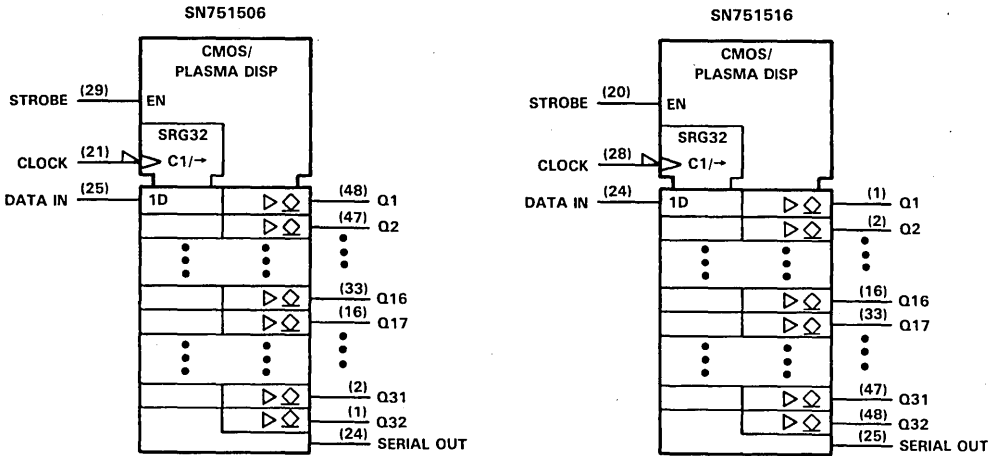 SN751506
CMOS/
PLASMA DISP
STROBE (29) EN
SRG32
CLOCK (21) C1/→
DATA IN (25) 1D
(48) Q1
(47) Q2
(33) Q16
(16) Q17
(2) Q31
(1) Q32
(24) SERIAL OUT
SN751516
CMOS/
PLASMA DISP
STROBE (20) EN
SRG32
CLOCK (28) C1/→
DATA IN (24) 1D
(1) Q1
(2) Q2
(16) Q16
(33) Q17
(47) Q31
(48) Q32
(25) SERIAL OUT